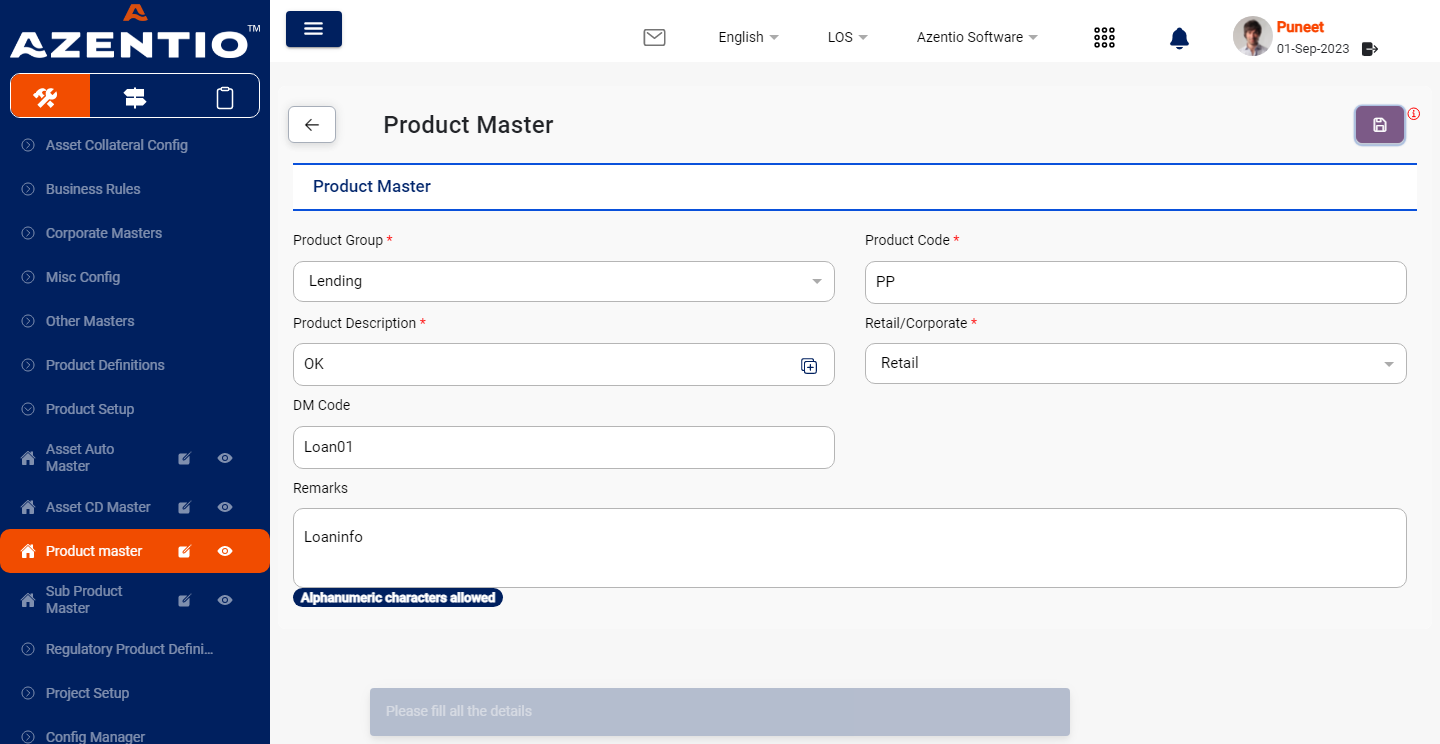 AZENTIO™
English
LOS
Azentio Software
Puneet
01-Sep-2023
Asset Collateral Config
Business Rules
Corporate Masters
Misc Config
Other Masters
Product Definitions
Product Setup
Asset Auto
Master
Asset CD Master
Product master
Sub Product
Master
Regulatory Product Defini...
Project Setup
Config Manager
Product Master
Product Master
Product Group *
Product Code *
Lending
PP
Product Description *
Retail/Corporate *
OK
Retail
DM Code
Loan01
Remarks
Loaninfo
Alphanumeric characters allowed
Please fill all the details